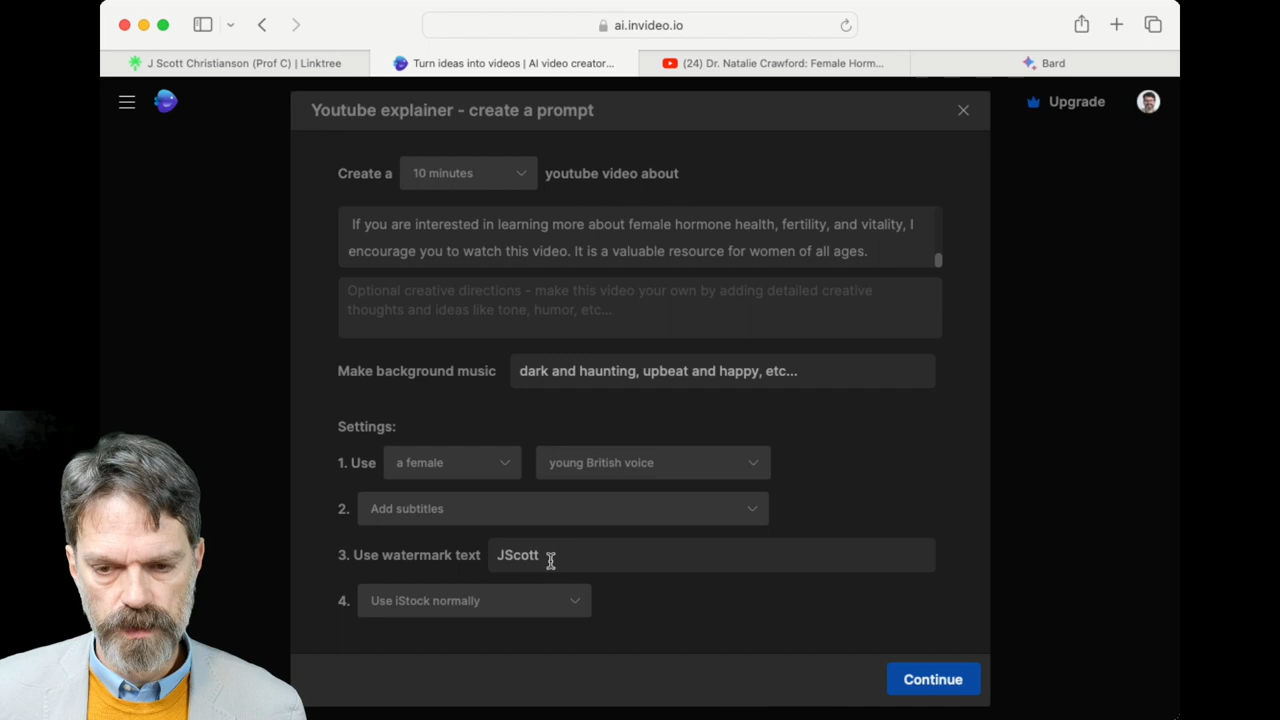 ai.invideo.io
J Scott Christianson (Prof C) | Linktree
Turn ideas into videos | AI video creator...
(24) Dr. Natalie Crawford: Female Horm...
Bard
Upgrade
Youtube explainer - create a prompt
Create a 10 minutes youtube video about
If you are interested in learning more about female hormone health, fertility, and vitality, I
encourage you to watch this video. It is a valuable resource for women of all ages.
Optional creative directions - make this video your own by adding detailed creative
thoughts and ideas like tone, humor, etc...
Make background music dark and haunting, upbeat and happy, etc...
Settings:
1. Use a female young British voice
2. Add subtitles
3. Use watermark text JScott
4. Use iStock normally
Continue